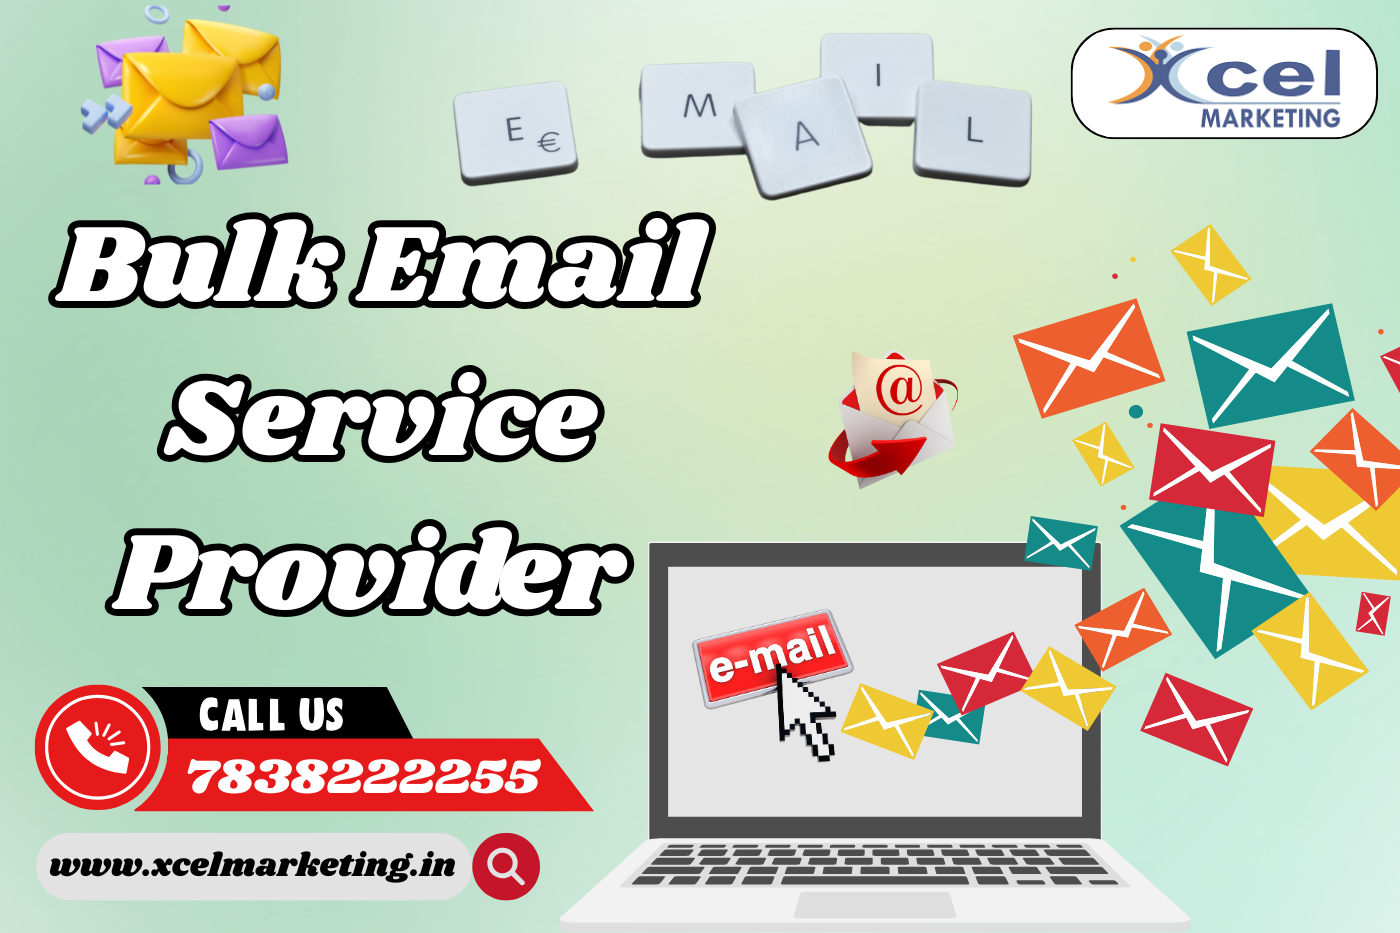 E €
M
A
I
L
Xcel
MARKETING
Bulk Email
Service
Provider
@
e-mail
CALL US
7838222255
www.xcelmarketing.in